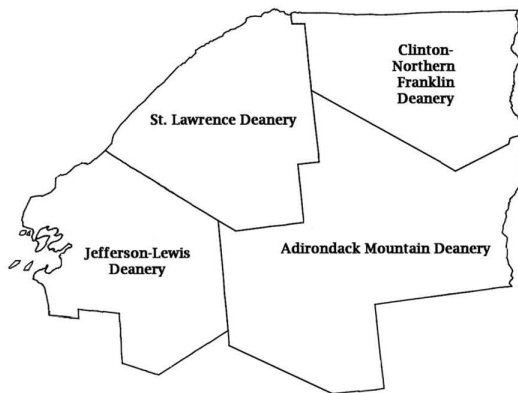 Clinton-
Northern
Franklin
Deanery
St. Lawrence Deanery
Jefferson-Lewis
Deanery
Adirondack Mountain Deanery